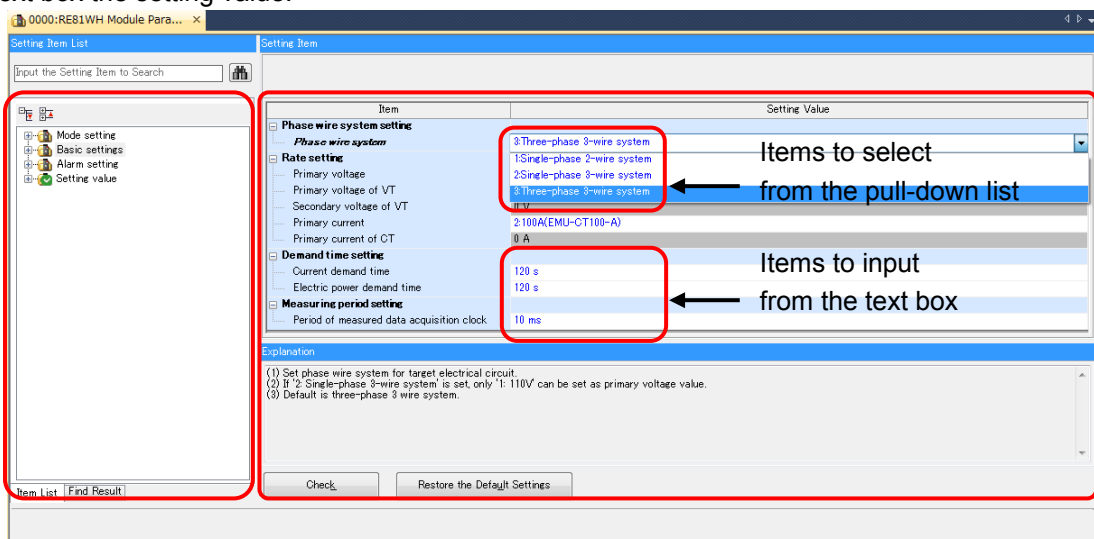 ext box the setting value.
0000:RE81WH Module Para... ×
Setting Item List
Setting Item
Input the Setting Item to Search
Mode setting
Basic settings
Alarm setting
Setting value
Item Setting Value
Phase wire system setting
Phase wire system 3:Three-phase 3-wire system
Rate setting 1:Single-phase 2-wire system
Primary voltage 2:Single-phase 3-wire system
Primary voltage of VT 3:Three-phase 3-wire system
Secondary voltage of VT 0 V
Primary current 2:100A(EMU-CT100-A)
Primary current of CT 0 A
Demand time setting
Current demand time 120 s
Electric power demand time 120 s
Measuring period setting
Period of measured data acquisition clock 10 ms
Items to select
from the pull-down list
Items to input
from the text box
Explanation
(1) Set phase wire system for target electrical circuit.
(2) If '2: Single-phase 3-wire system' is set, only '1: 110V' can be set as primary voltage value.
(3) Default is three-phase 3 wire system.
Check
Restore the Default Settings
Item List Find Result